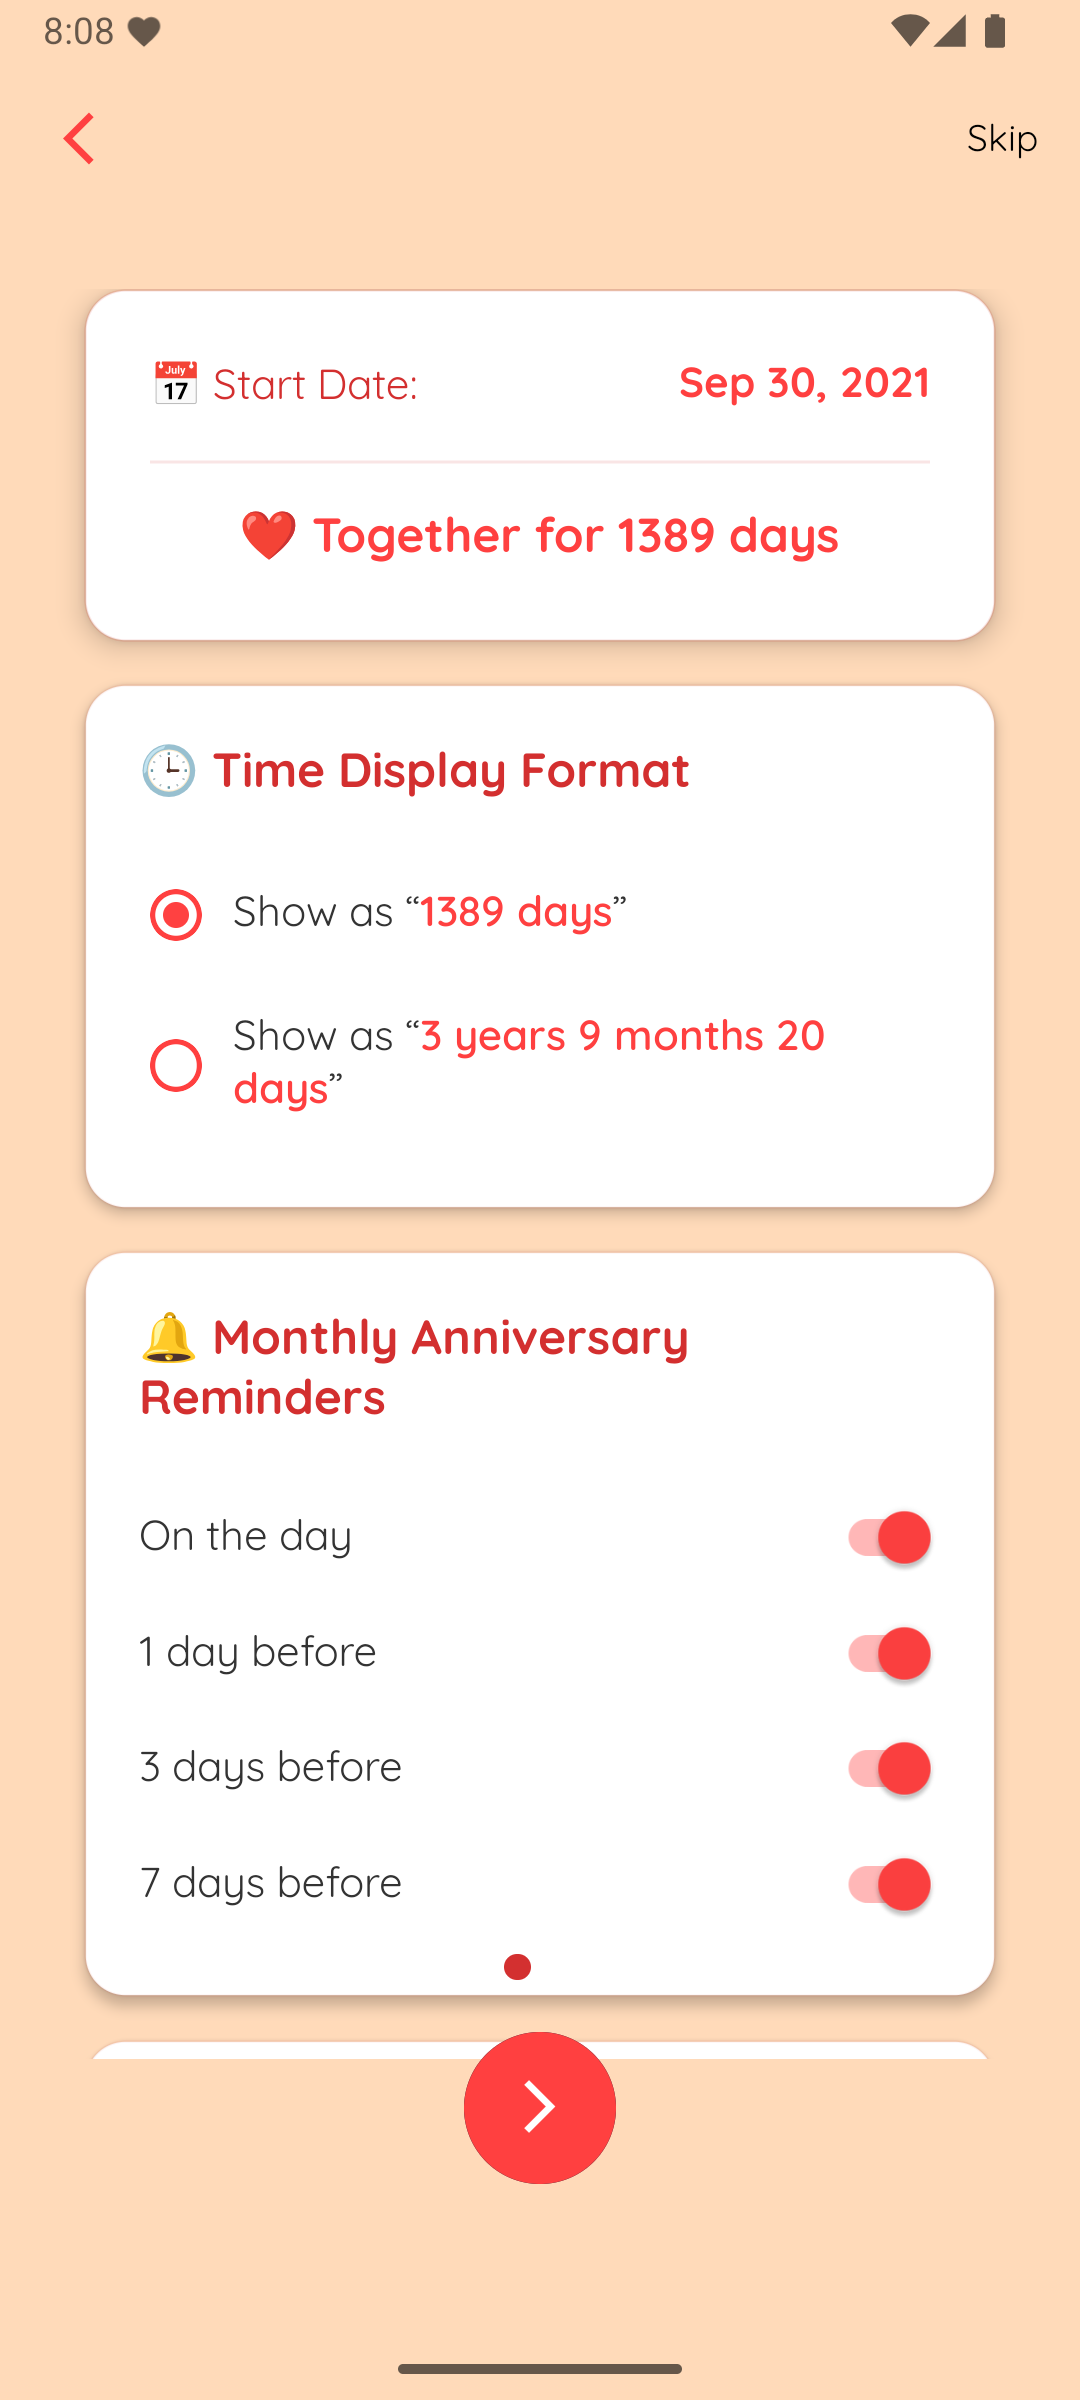 8:08
Skip
July
17
Start Date:
Sep 30, 2021
Together for 1389 days
Time Display Format
Show as “1389 days”
Show as “3 years 9 months 20
days”
Monthly Anniversary
Reminders
On the day
1 day before
3 days before
7 days before